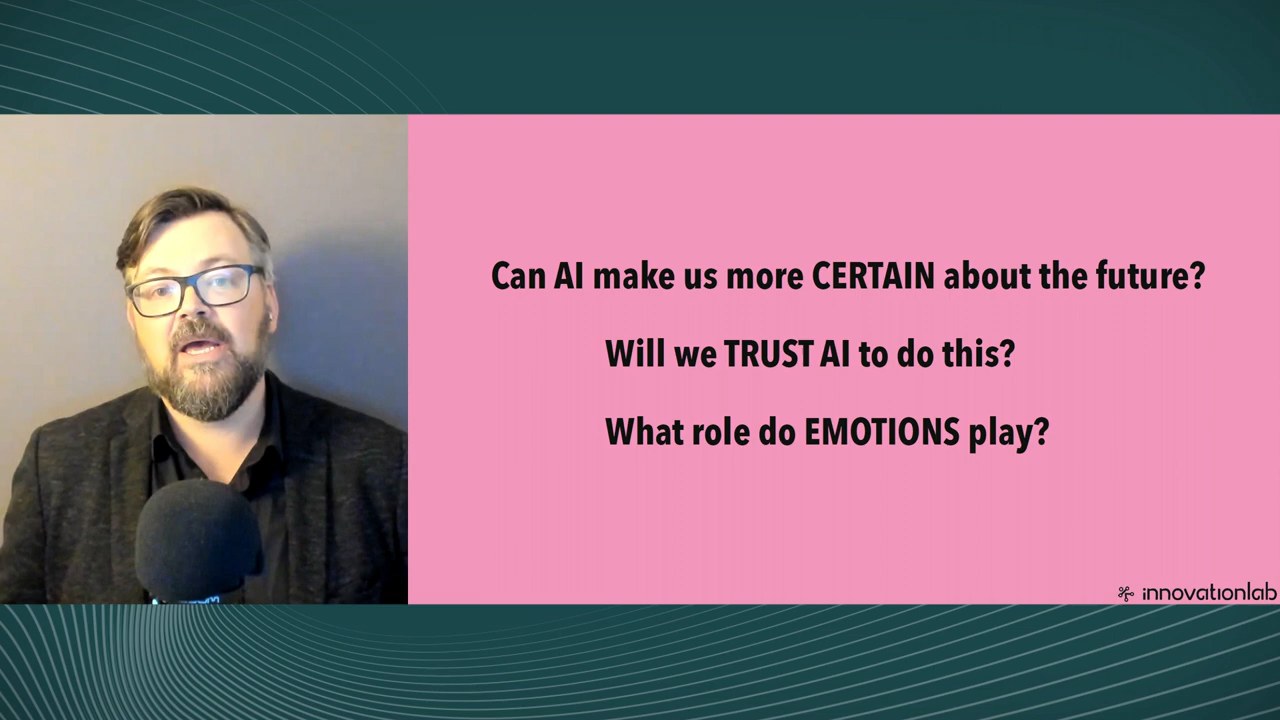 Can AI make us more CERTAIN about the future?
Will we TRUST AI to do this?
What role do EMOTIONS play?
innovationlab